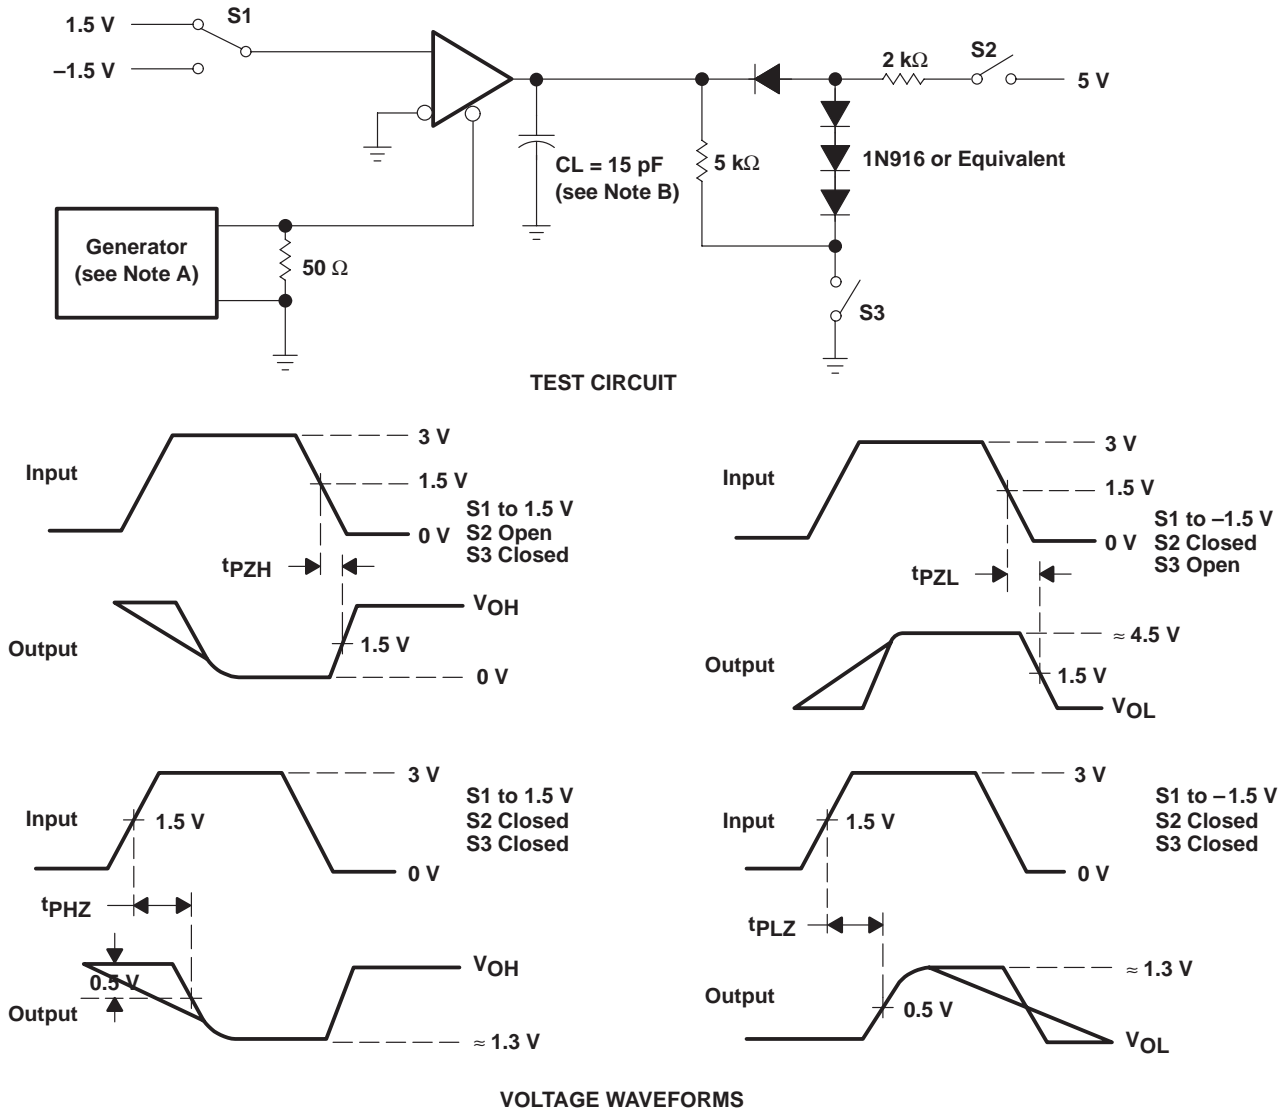 1.5 V
S1
–1.5 V
2 kΩ
S2
5 V
CL = 15 pF
(see Note B)
5 kΩ
1N916 or Equivalent
Generator
(see Note A)
50 Ω
S3
TEST CIRCUIT
Input
3 V
1.5 V
0 V
S1 to 1.5 V
S2 Open
S3 Closed
tPZH
Output
VOH
1.5 V
0 V
Input
3 V
1.5 V
0 V
S1 to –1.5 V
S2 Closed
S3 Open
tPZL
Output
≈ 4.5 V
1.5 V
VOL
Input
3 V
1.5 V
0 V
S1 to 1.5 V
S2 Closed
S3 Closed
tPHZ
0.5 V
Output
VOH
≈ 1.3 V
Input
3 V
1.5 V
0 V
S1 to –1.5 V
S2 Closed
S3 Closed
tPLZ
Output
≈ 1.3 V
0.5 V
VOL
VOLTAGE WAVEFORMS